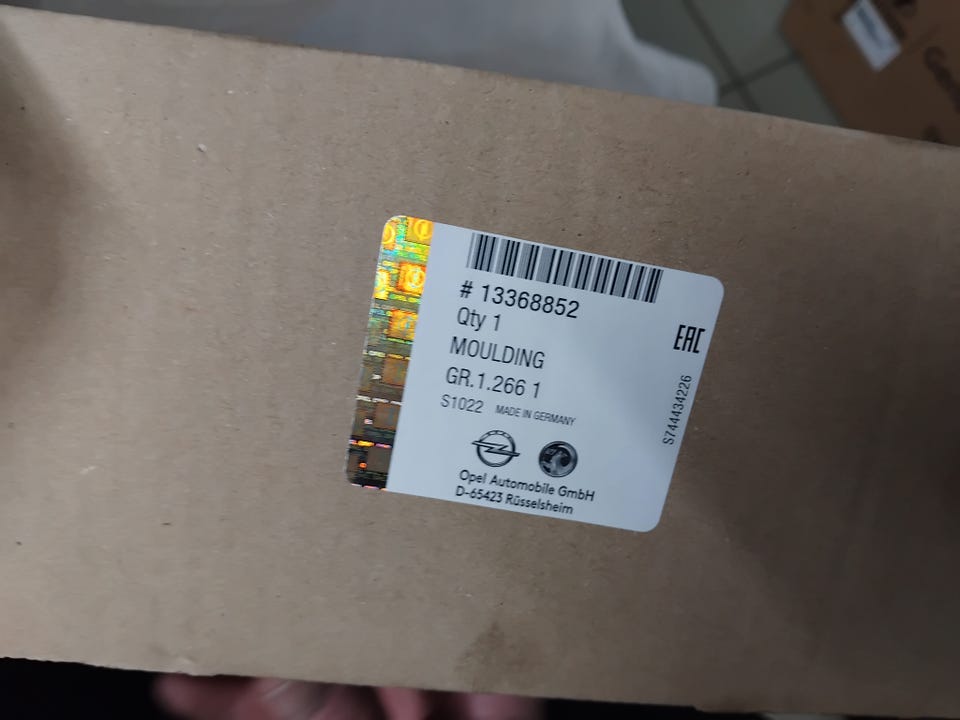 # 13368852
Qty 1
MOULDING
GR.1.266 1
S1022 MADE IN GERMANY
Opel Automobile GmbH
D-65423 Rüsselsheim
EAC
S744434226